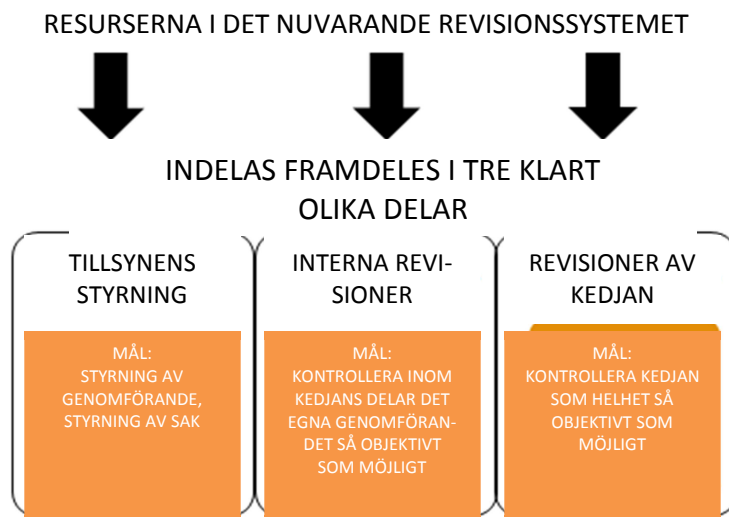 RESURSERNA I DET NUVARANDE REVISIONSSYSTEMET
INDELAS FRAMDELES I TRE KLART
OLIKA DELAR
TILLSYNENS
STYRNING
MÅL:
STYRNING AV
GENOMFÖRANDE,
STYRNING AV SAK
INTERNA REVI-
SIONER
MÅL:
KONTROLLERA INOM
KEDJANS DELAR DET
EGNA GENOMFÖRAN-
DET SÅ OBJEKTIVT
SOM MÖJLIGT
REVISIONER AV
KEDJAN
MÅL:
KONTROLLERA KEDJAN
SOM HELHET SÅ
OBJEKTIVT SOM
MÖJLIGT